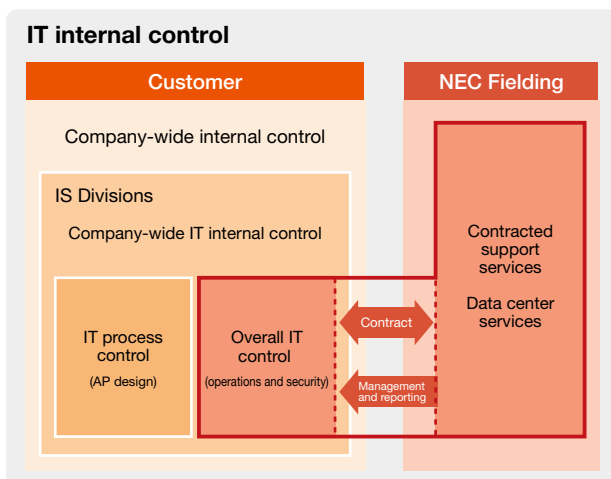 IT internal control
Customer
NEC Fielding
Company-wide internal control
IS Divisions
Company-wide IT internal control
IT process
control
(AP design)
Overall IT
control
(operations and security)
Contract
Management
and reporting
Contracted
support
services
Data center
services